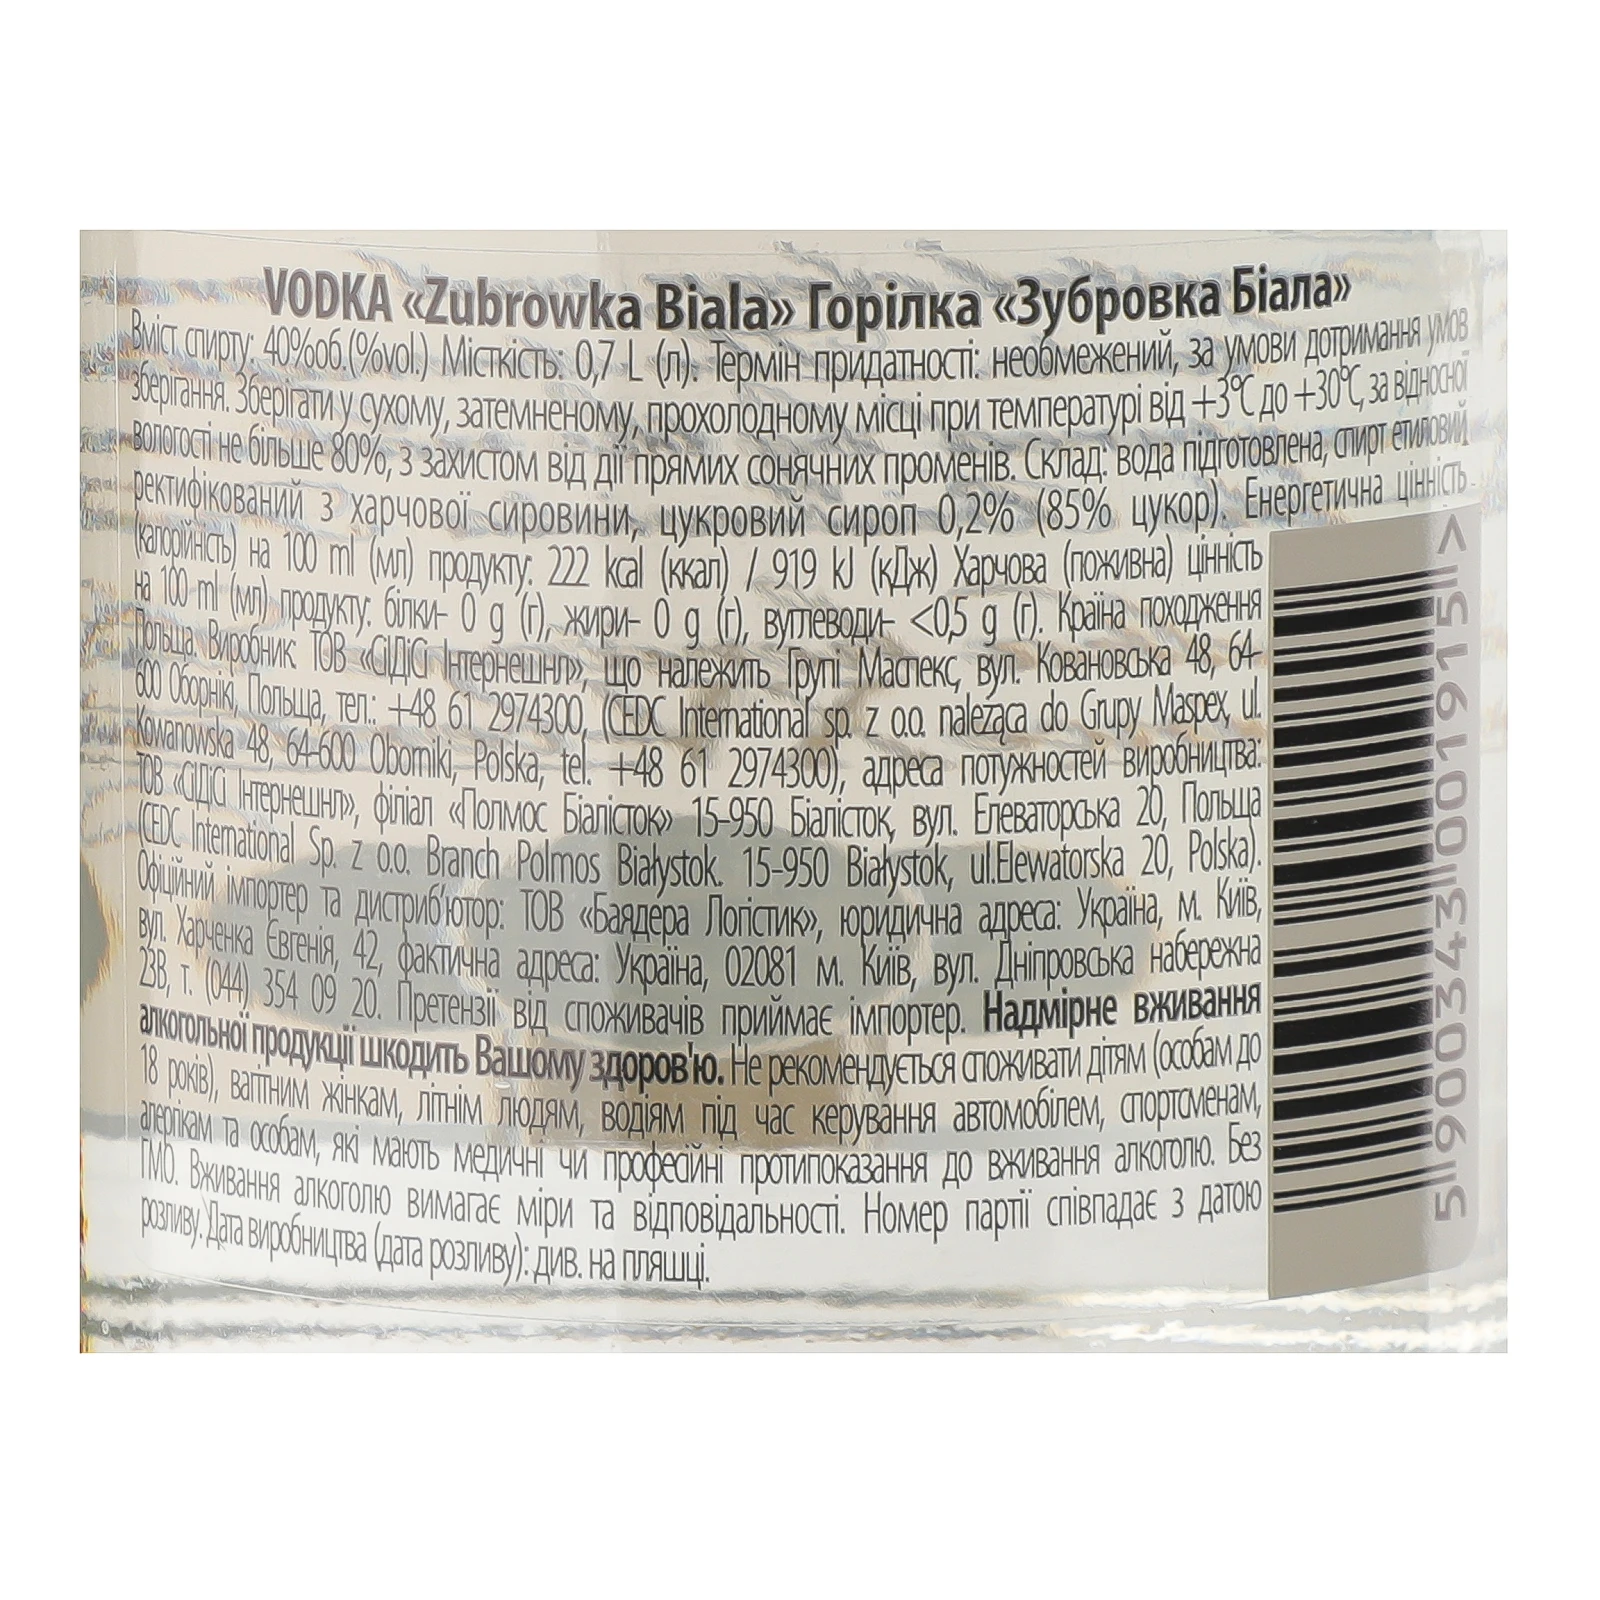 VODKA «Zubrowka Biała» Горілка «Зубровка Біала»
Вміст спирту: 40%об.(%vol.) Місткість: 0,7 L (л). Термін придатності: необмежений, за умови дотримання умов
зберігання. Зберігати у сухому, затемненому, прохолодному місці при температурі від +3°C до +30°C, за відносної
вологості не більше 80%, з захистом від дії прямих сонячних променів. Склад: вода підготовлена, спирт етиловий
ректифікований з харчової сировини, цукровий сироп 0,2% (85% цукор). Енергетична цінність
(калорійність) на 100 ml (мл) продукту: 222 kcal (ккал) / 919 kJ (кДж) Харчова (поживна) цінність
на 100 ml (мл) продукту: білки- 0 g (г), жири- 0 g (г), вуглеводи- <0,5 g (г). Країна походження
Польща. Виробник: ТОВ «СіДіСі Інтернешнл», що належить Групі Маспекс, вул. Ковановська 48, 64-
600 Оборнікі, Польща, тел.: +48 61 2974300, (CEDC International sp. z o.o. należąca do Grupy Maspex, ul.
Kowanowska 48, 64-600 Oborniki, Polska, tel. +48 61 2974300), адреса потужностей виробництва:
ТОВ «СіДіСі Інтернешнл», філіал «Полмос Біалісток» 15-950 Біалісток, вул. Елеваторська 20, Польща
(CEDC International Sp. z o.o. Branch Polmos Białystok. 15-950 Białystok, ul.Elewatorska 20, Polska).
Офіційний імпортер та дистриб'ютор: ТОВ «Баядера Логістик», юридична адреса: Україна, м. Київ,
вул. Харченка Євгенія, 42, фактична адреса: Україна, 02081 м. Київ, вул. Дніпровська набережна
23В, т. (044) 354 09 20. Претензії від споживачів приймає імпортер. Надмірне вживання
алкогольної продукції шкодить Вашому здоров'ю. Не рекомендується споживати дітям (особам до
18 років), вагітним жінкам, літнім людям, водіям під час керування автомобілем, спортсменам,
алергікам та особам, які мають медичні чи професійні протипоказання до вживання алкоголю. Без
ГМО. Вживання алкоголю вимагає міри та відповідальності. Номер партії співпадає з датою
розливу. Дата виробництва (дата розливу): див. на пляшці.
5 900343 001915 >